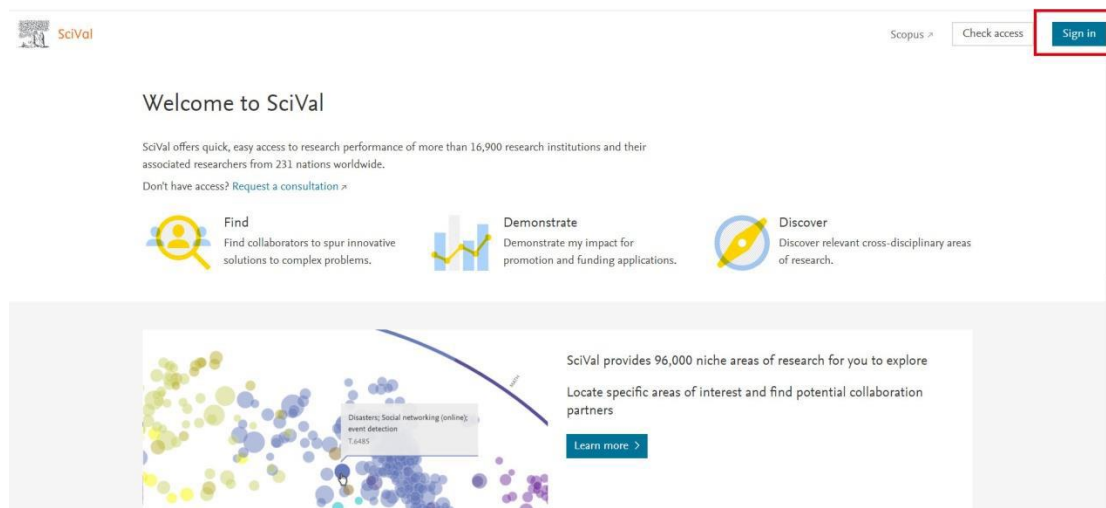 SciVal
Scopus ↗
Check access
Sign in
Welcome to SciVal
SciVal offers quick, easy access to research performance of more than 16,900 research institutions and their
associated researchers from 231 nations worldwide.
Don't have access? Request a consultation ↗
Find
Find collaborators to spur innovative
solutions to complex problems.
Demonstrate
Demonstrate my impact for
promotion and funding applications.
Discover
Discover relevant cross-disciplinary areas
of research.
MATH
Disasters; Social networking (online);
event detection
T.6485
SciVal provides 96,000 niche areas of research for you to explore
Locate specific areas of interest and find potential collaboration
partners
Learn more >